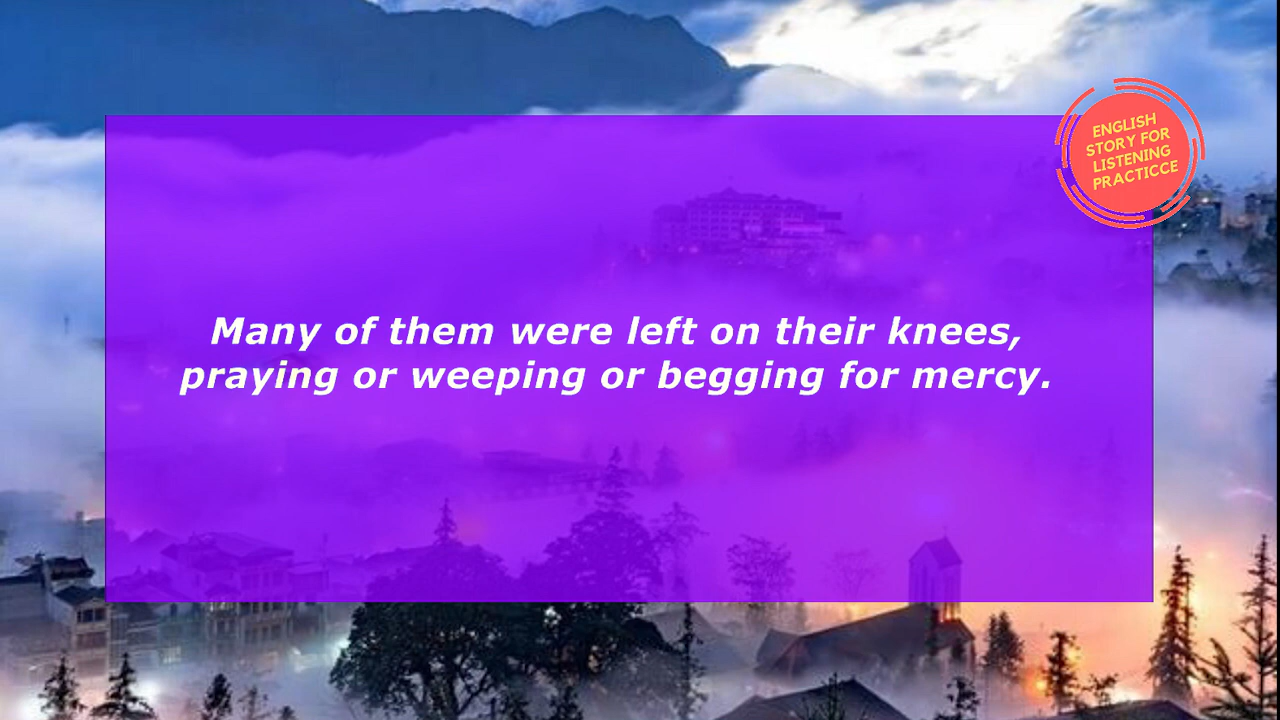 ENGLISH
STORY FOR
LISTENING
PRACTICCE
Many of them were left on their knees,
praying or weeping or begging for mercy.